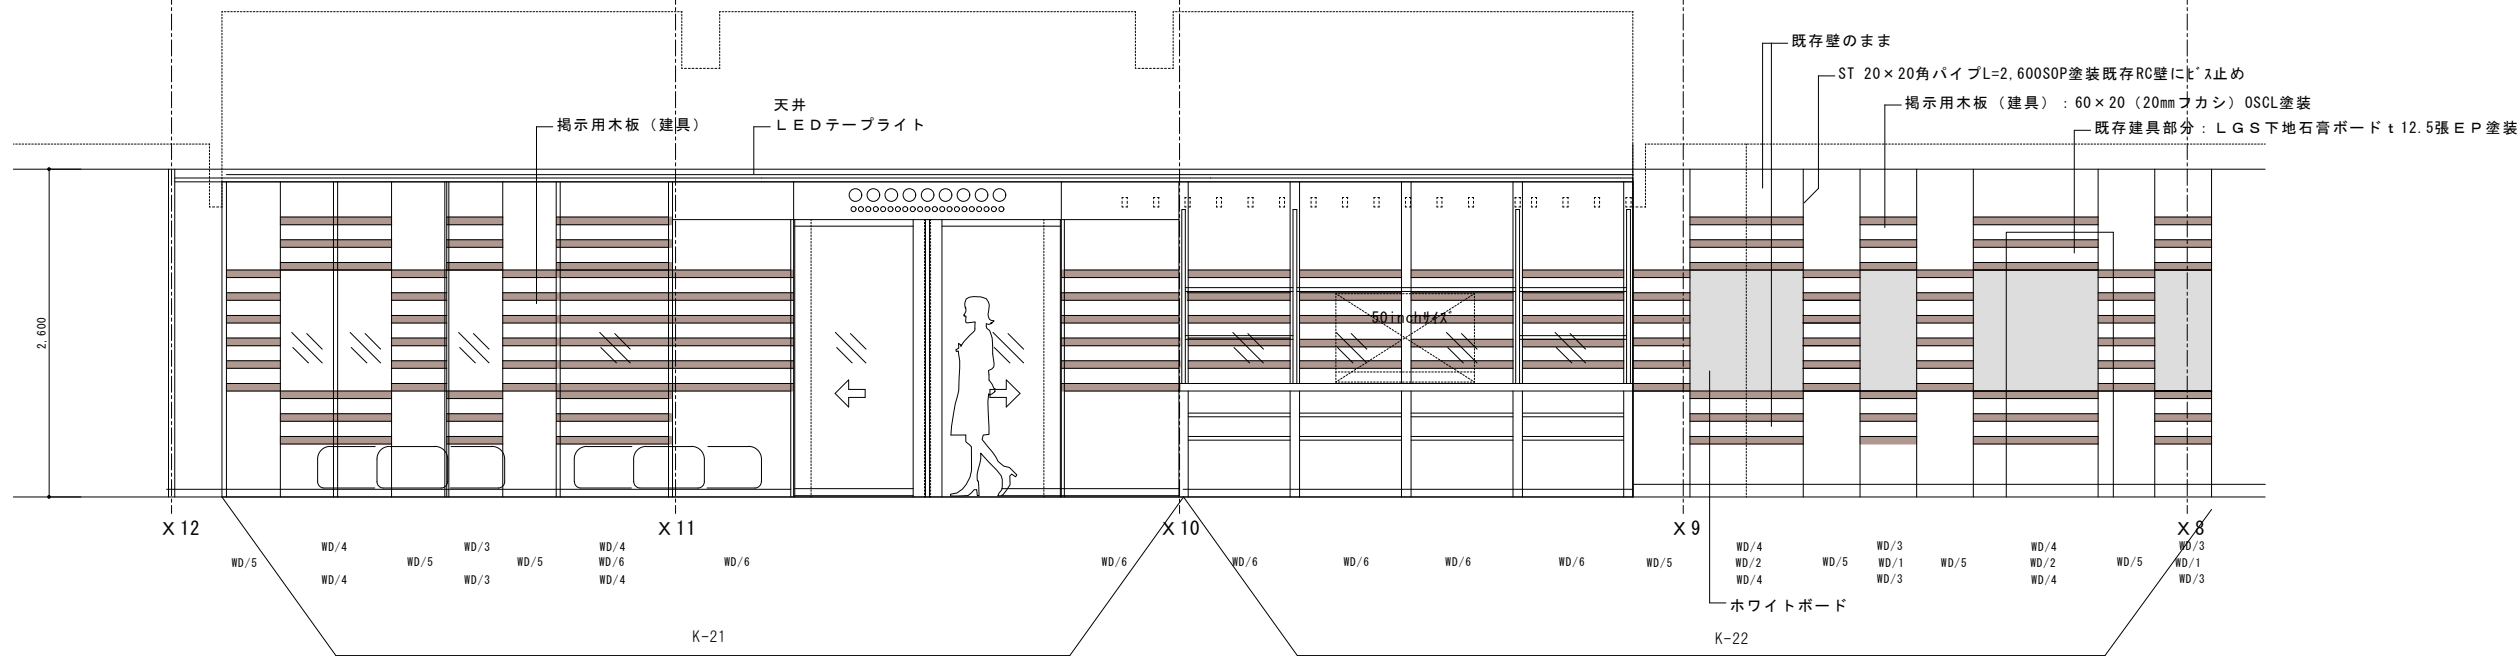 既存壁のまま
ST 20×20角パイプL=2,600SOP塗装既存RC壁にビス止め
天井
掲示用木板（建具）：60×20（20㎜フカシ）OSCL塗装
掲示用木板（建具）
ＬＥＤテープライト
既存建具部分：ＬＧＳ下地石膏ボードｔ12.5張ＥＰ塗装
2,600
50inchサイズ
X 12
X 11
X 10
X 9
X 8
WD/4 WD/3 WD/4 WD/4 WD/3 WD/4 WD/3
WD/5 WD/5 WD/5 WD/6 WD/6 WD/6 WD/6 WD/6 WD/6 WD/6 WD/5 WD/2 WD/5 WD/1 WD/5 WD/2 WD/5 WD/1
WD/4 WD/3 WD/4 WD/4 WD/3 WD/4 WD/3
ホワイトボード
K-21
K-22